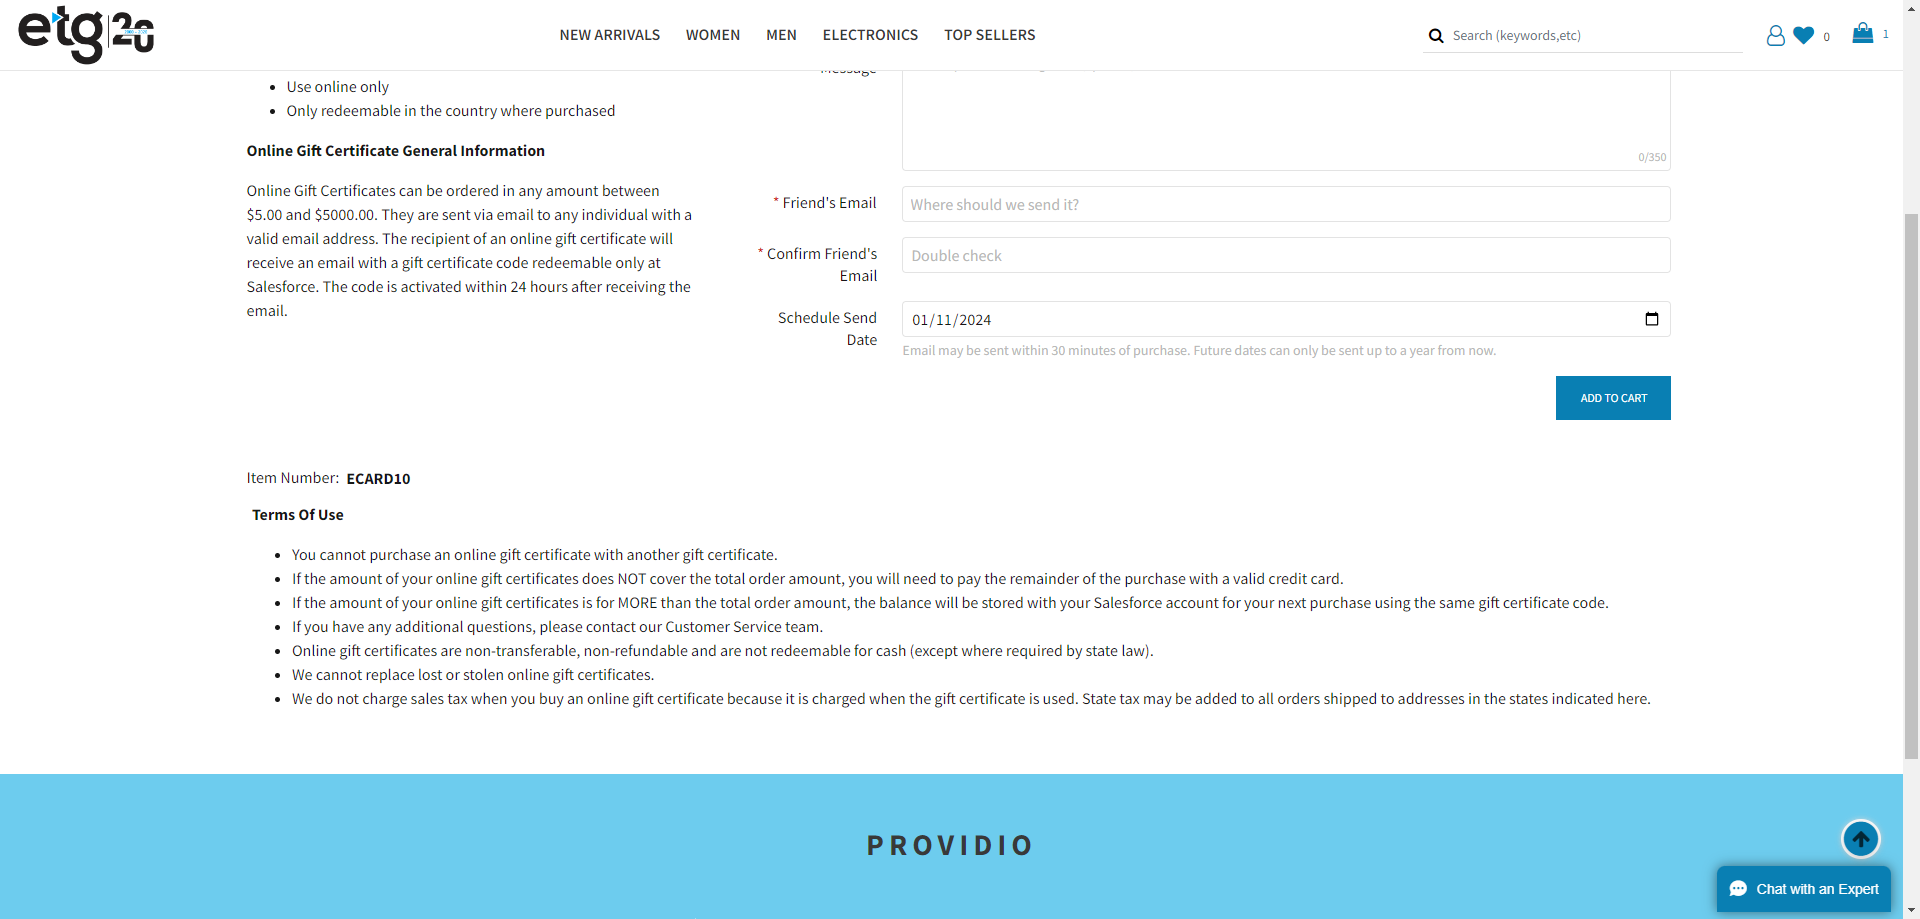 etg 20
2000 - 2020
NEW ARRIVALS WOMEN MEN ELECTRONICS TOP SELLERS
Search (keywords,etc)
0
1
Message
Use online only
Only redeemable in the country where purchased
0/350
Online Gift Certificate General Information
Online Gift Certificates can be ordered in any amount between
$5.00 and $5000.00. They are sent via email to any individual with a
valid email address. The recipient of an online gift certificate will
receive an email with a gift certificate code redeemable only at
Salesforce. The code is activated within 24 hours after receiving the
email.
* Friend's Email
Where should we send it?
* Confirm Friend's
Email
Double check
Schedule Send
Date
01/11/2024
Email may be sent within 30 minutes of purchase. Future dates can only be sent up to a year from now.
ADD TO CART
Item Number: ECARD10
Terms Of Use
You cannot purchase an online gift certificate with another gift certificate.
If the amount of your online gift certificates does NOT cover the total order amount, you will need to pay the remainder of the purchase with a valid credit card.
If the amount of your online gift certificates is for MORE than the total order amount, the balance will be stored with your Salesforce account for your next purchase using the same gift certificate code.
If you have any additional questions, please contact our Customer Service team.
Online gift certificates are non-transferable, non-refundable and are not redeemable for cash (except where required by state law).
We cannot replace lost or stolen online gift certificates.
We do not charge sales tax when you buy an online gift certificate because it is charged when the gift certificate is used. State tax may be added to all orders shipped to addresses in the states indicated here.
PROVIDIO
Chat with an Expert